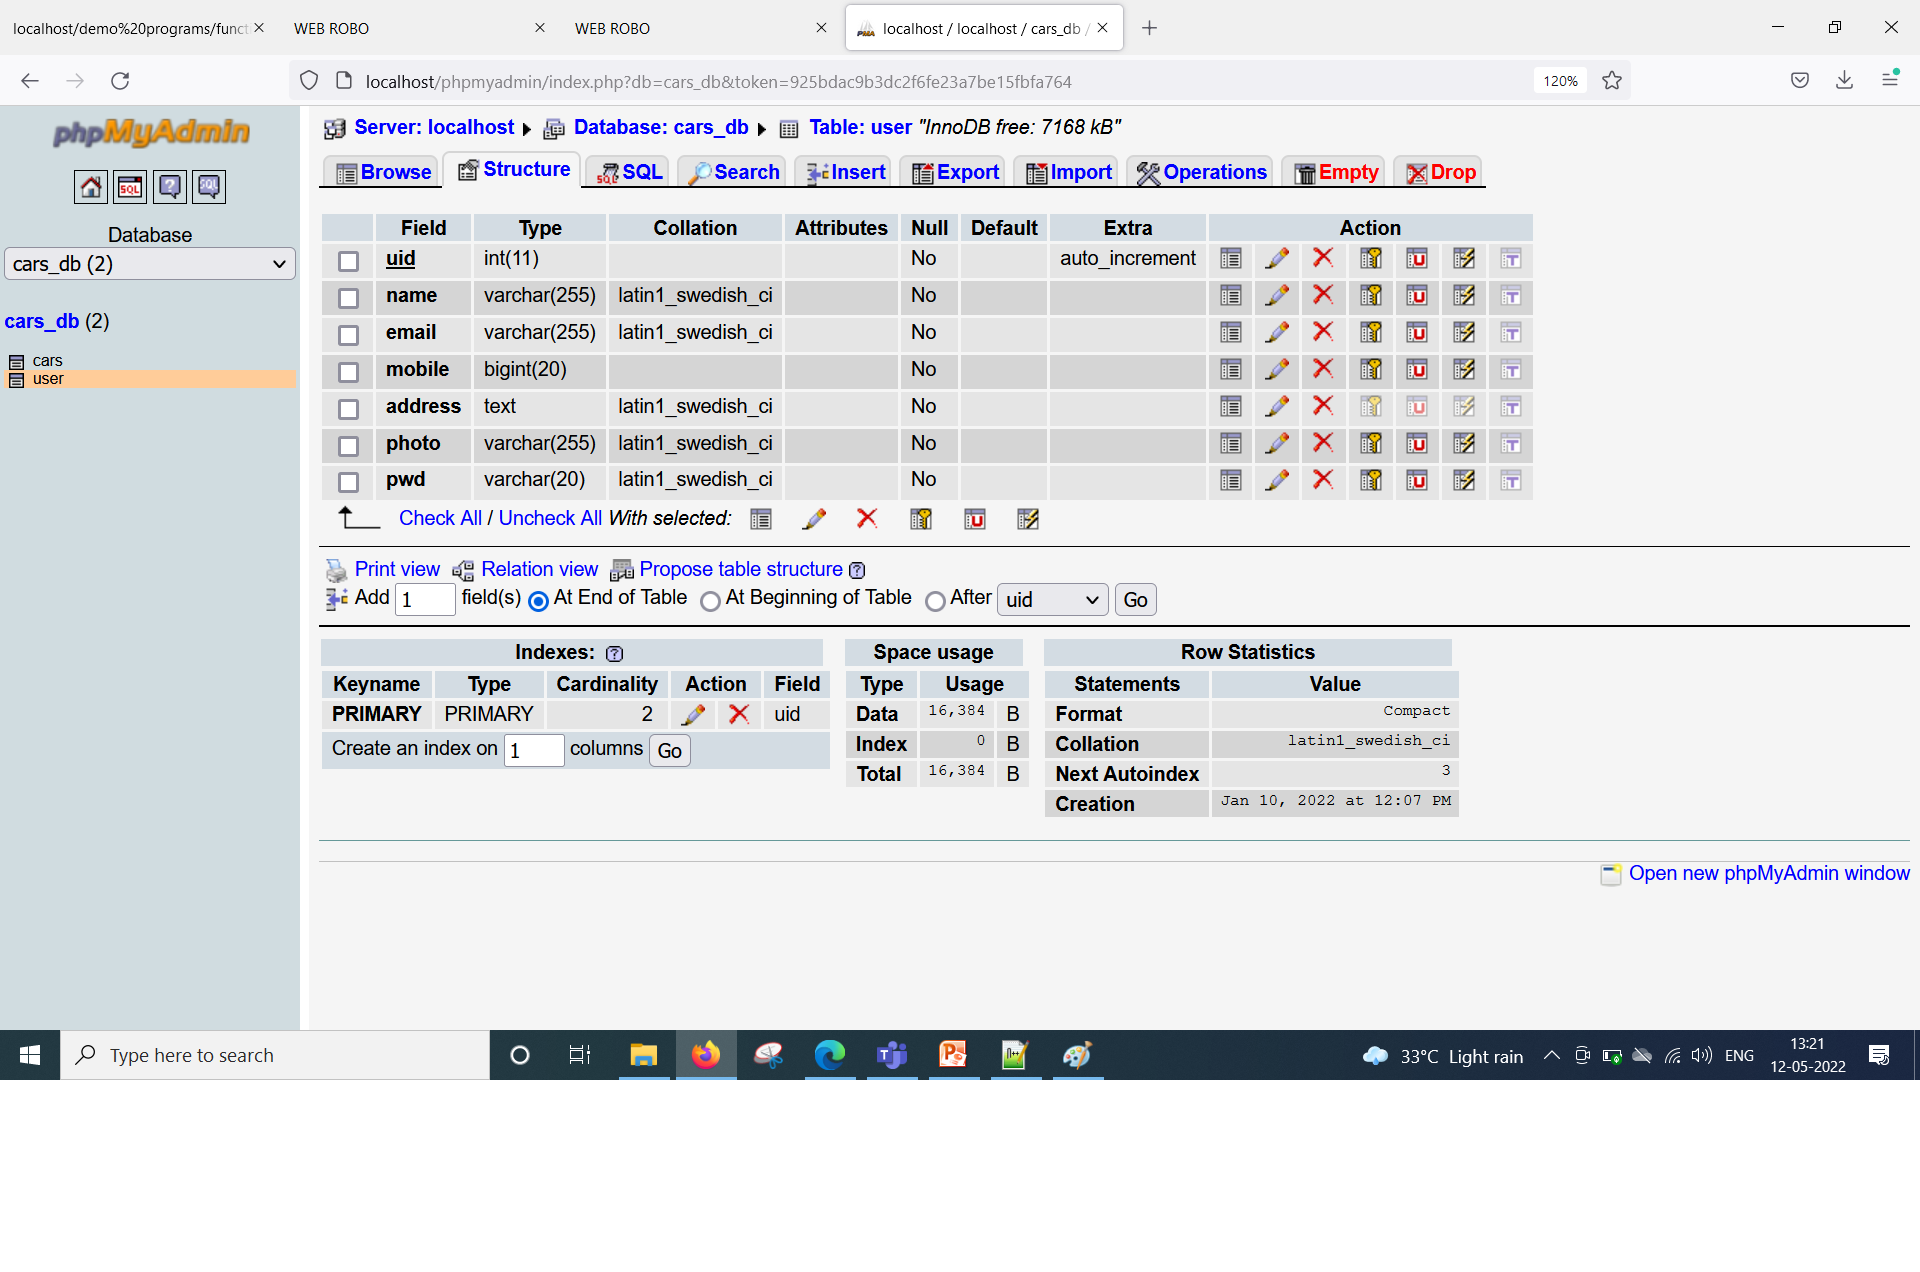 localhost/demo%20programs/funct
WEB ROBO
WEB ROBO
localhost / localhost / cars_db /
localhost/phpmyadmin/index.php?db=cars_db&token=925bdac9b3dc2f6fe23a7be15fbfa764
120%
phpMyAdmin
SQL
SQL
Database
cars_db (2)
cars_db (2)
cars
user
Server: localhost Database: cars_db Table: user "InnoDB free: 7168 kB"
Browse Structure SQL Search Insert Export Import Operations Empty Drop
Field Type Collation Attributes Null Default Extra Action
uid int(11) No auto_increment
name varchar(255) latin1_swedish_ci No
email varchar(255) latin1_swedish_ci No
mobile bigint(20) No
address text latin1_swedish_ci No
photo varchar(255) latin1_swedish_ci No
pwd varchar(20) latin1_swedish_ci No
Check All / Uncheck All With selected:
Print view Relation view Propose table structure
Add 1 field(s) At End of Table At Beginning of Table After uid Go
Indexes:
Keyname Type Cardinality Action Field
PRIMARY PRIMARY 2 uid
Create an index on 1 columns Go
Space usage
Type Usage
Data 16,384 B
Index 0 B
Total 16,384 B
Row Statistics
Statements Value
Format Compact
Collation latin1_swedish_ci
Next Autoindex 3
Creation Jan 10, 2022 at 12:07 PM
Open new phpMyAdmin window
Type here to search
33°C Light rain
ENG
13:21
12-05-2022